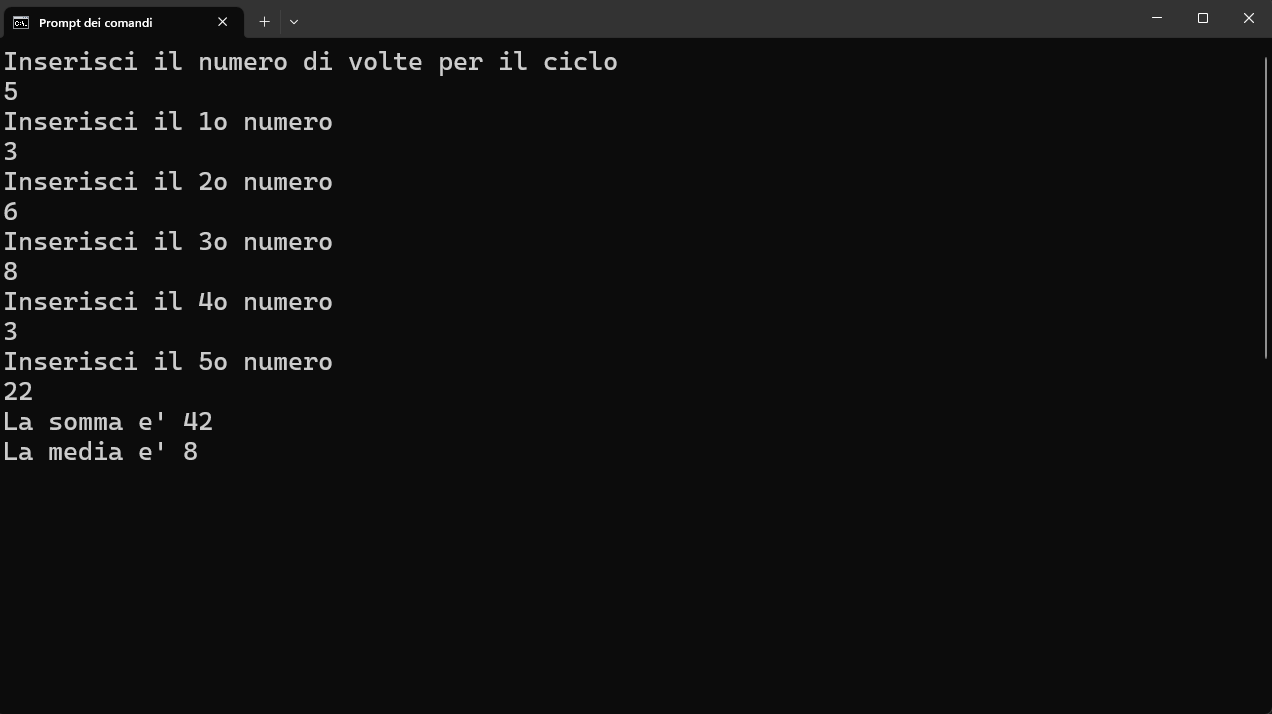 Prompt dei comandi
Inserisci il numero di volte per il ciclo
5
Inserisci il 1o numero
3
Inserisci il 2o numero
6
Inserisci il 3o numero
8
Inserisci il 4o numero
3
Inserisci il 5o numero
22
La somma e' 42
La media e' 8